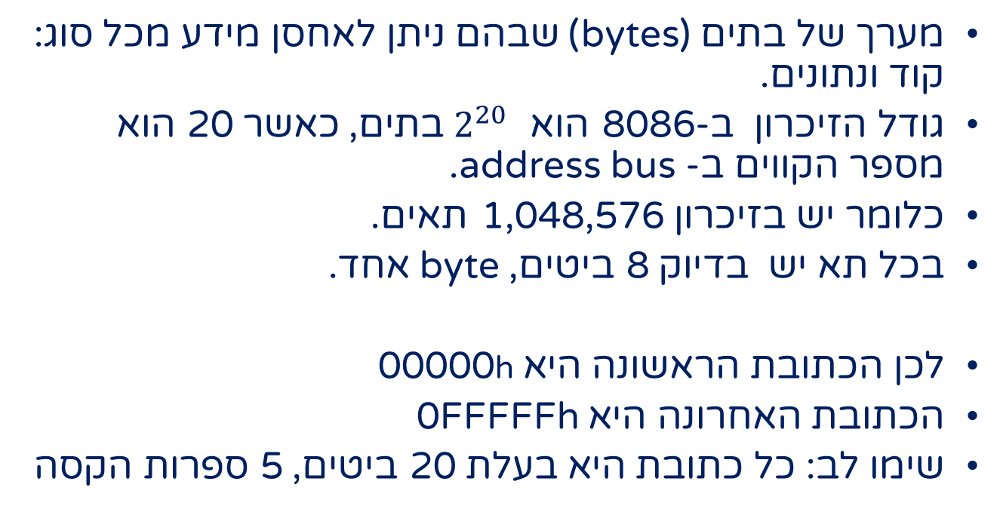 • מערך של בתים (bytes) שבהם ניתן לאחסן מידע מכל סוג:
קוד ונתונים.
• גודל הזיכרון ב-8086 הוא 2²⁰ בתים, כאשר 20 הוא
מספר הקווים ב- address bus.
• כלומר יש בזיכרון 1,048,576 תאים.
• בכל תא יש בדיוק 8 ביטים, byte אחד.
• לכן הכתובת הראשונה היא 00000h
• הכתובת האחרונה היא 0FFFFFh
• שימו לב: כל כתובת היא בעלת 20 ביטים, 5 ספרות הקסה